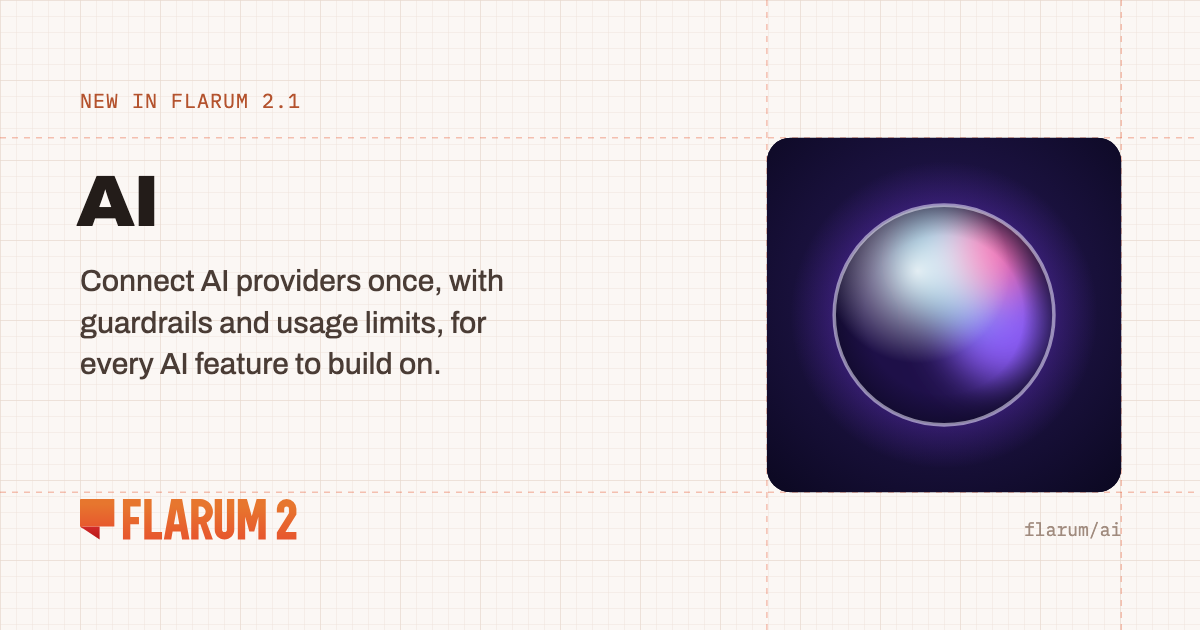 NEW IN FLARUM 2.1
AI
Connect AI providers once, with
guardrails and usage limits, for
every AI feature to build on.
FLARUM 2
flarum/ai